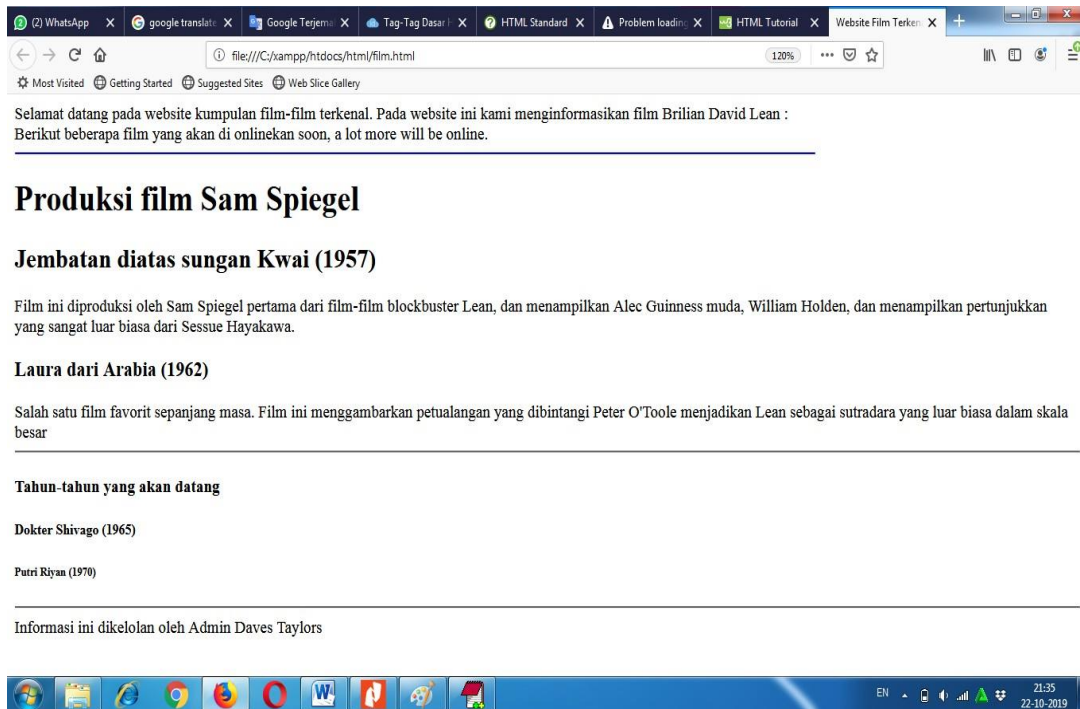 (2) WhatsApp
google translate
Google Terjema
Tag-Tag Dasar H
HTML Standard
Problem loading
HTML Tutorial
Website Film Terken
file:///C:/xampp/htdocs/html/film.html
120%
Most Visited Getting Started Suggested Sites Web Slice Gallery
Selamat datang pada website kumpulan film-film terkenal. Pada website ini kami menginformasikan film Brilian David Lean :
Berikut beberapa film yang akan di onlinekan soon, a lot more will be online.
Produksi film Sam Spiegel
Jembatan diatas sungan Kwai (1957)
Film ini diproduksi oleh Sam Spiegel pertama dari film-film blockbuster Lean, dan menampilkan Alec Guinness muda, William Holden, dan menampilkan pertunjukkan
yang sangat luar biasa dari Sessue Hayakawa.
Laura dari Arabia (1962)
Salah satu film favorit sepanjang masa. Film ini menggambarkan petualangan yang dibintangi Peter O'Toole menjadikan Lean sebagai sutradara yang luar biasa dalam skala
besar
Tahun-tahun yang akan datang
Dokter Shivago (1965)
Putri Riyan (1970)
Informasi ini dikelolan oleh Admin Daves Taylors
EN
21:35
22-10-2019